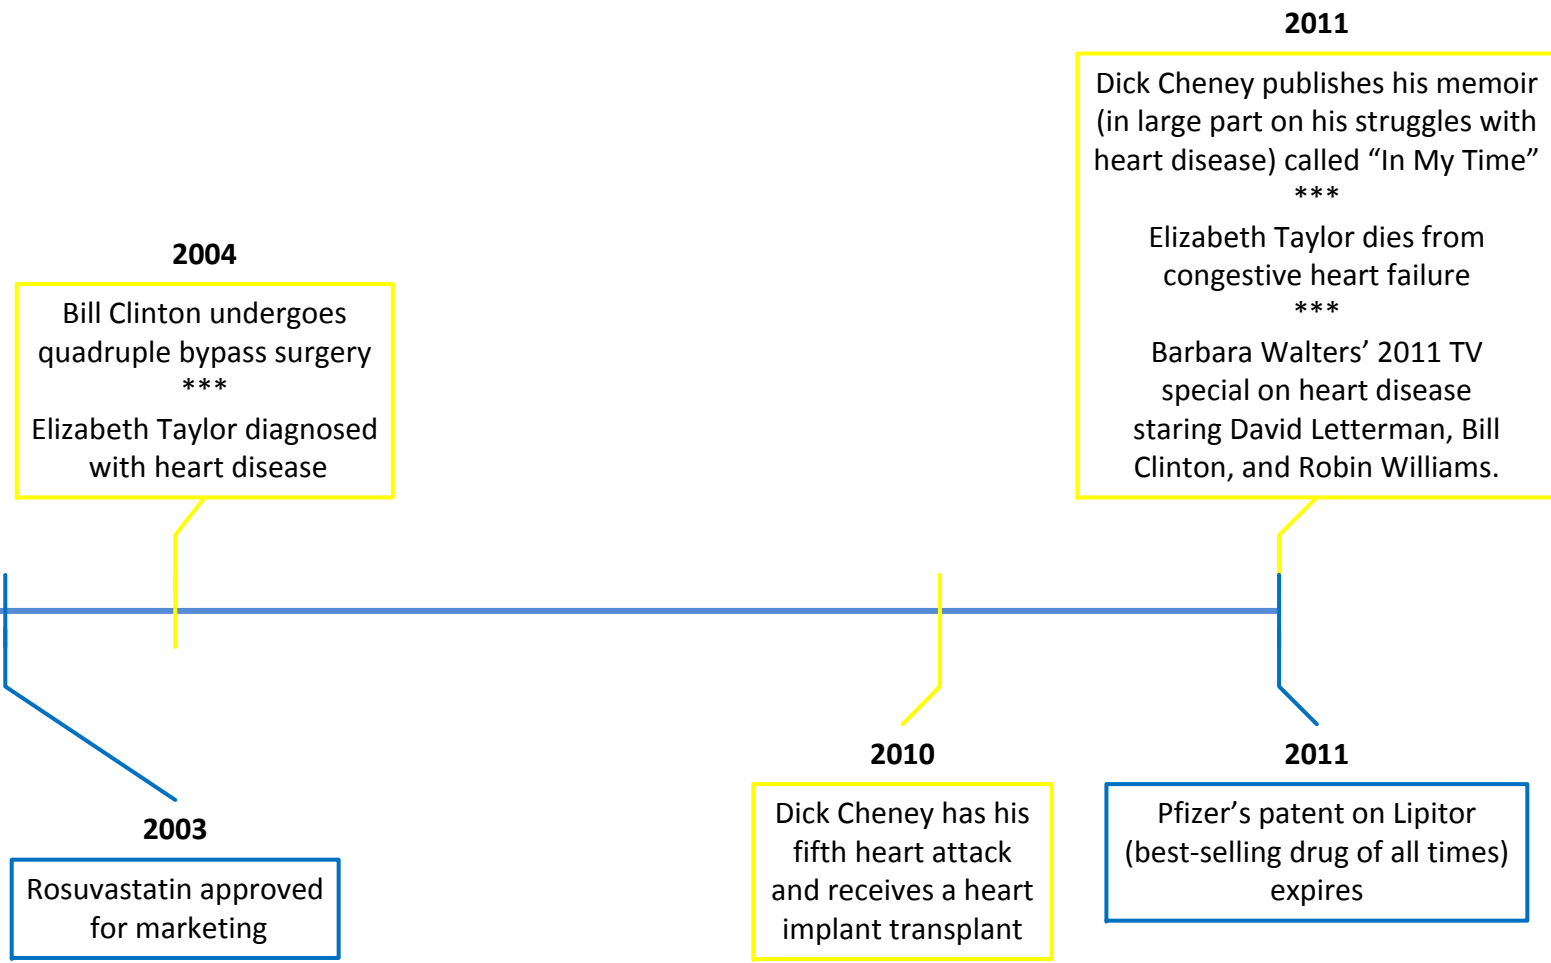 2011
Dick Cheney publishes his memoir
(in large part on his struggles with
heart disease) called “In My Time”
***
Elizabeth Taylor dies from
congestive heart failure
***
Barbara Walters’ 2011 TV
special on heart disease
staring David Letterman, Bill
Clinton, and Robin Williams.
2004
Bill Clinton undergoes
quadruple bypass surgery
***
Elizabeth Taylor diagnosed
with heart disease
2003
Rosuvastatin approved
for marketing
2010
Dick Cheney has his
fifth heart attack
and receives a heart
implant transplant
2011
Pfizer’s patent on Lipitor
(best-selling drug of all times)
expires